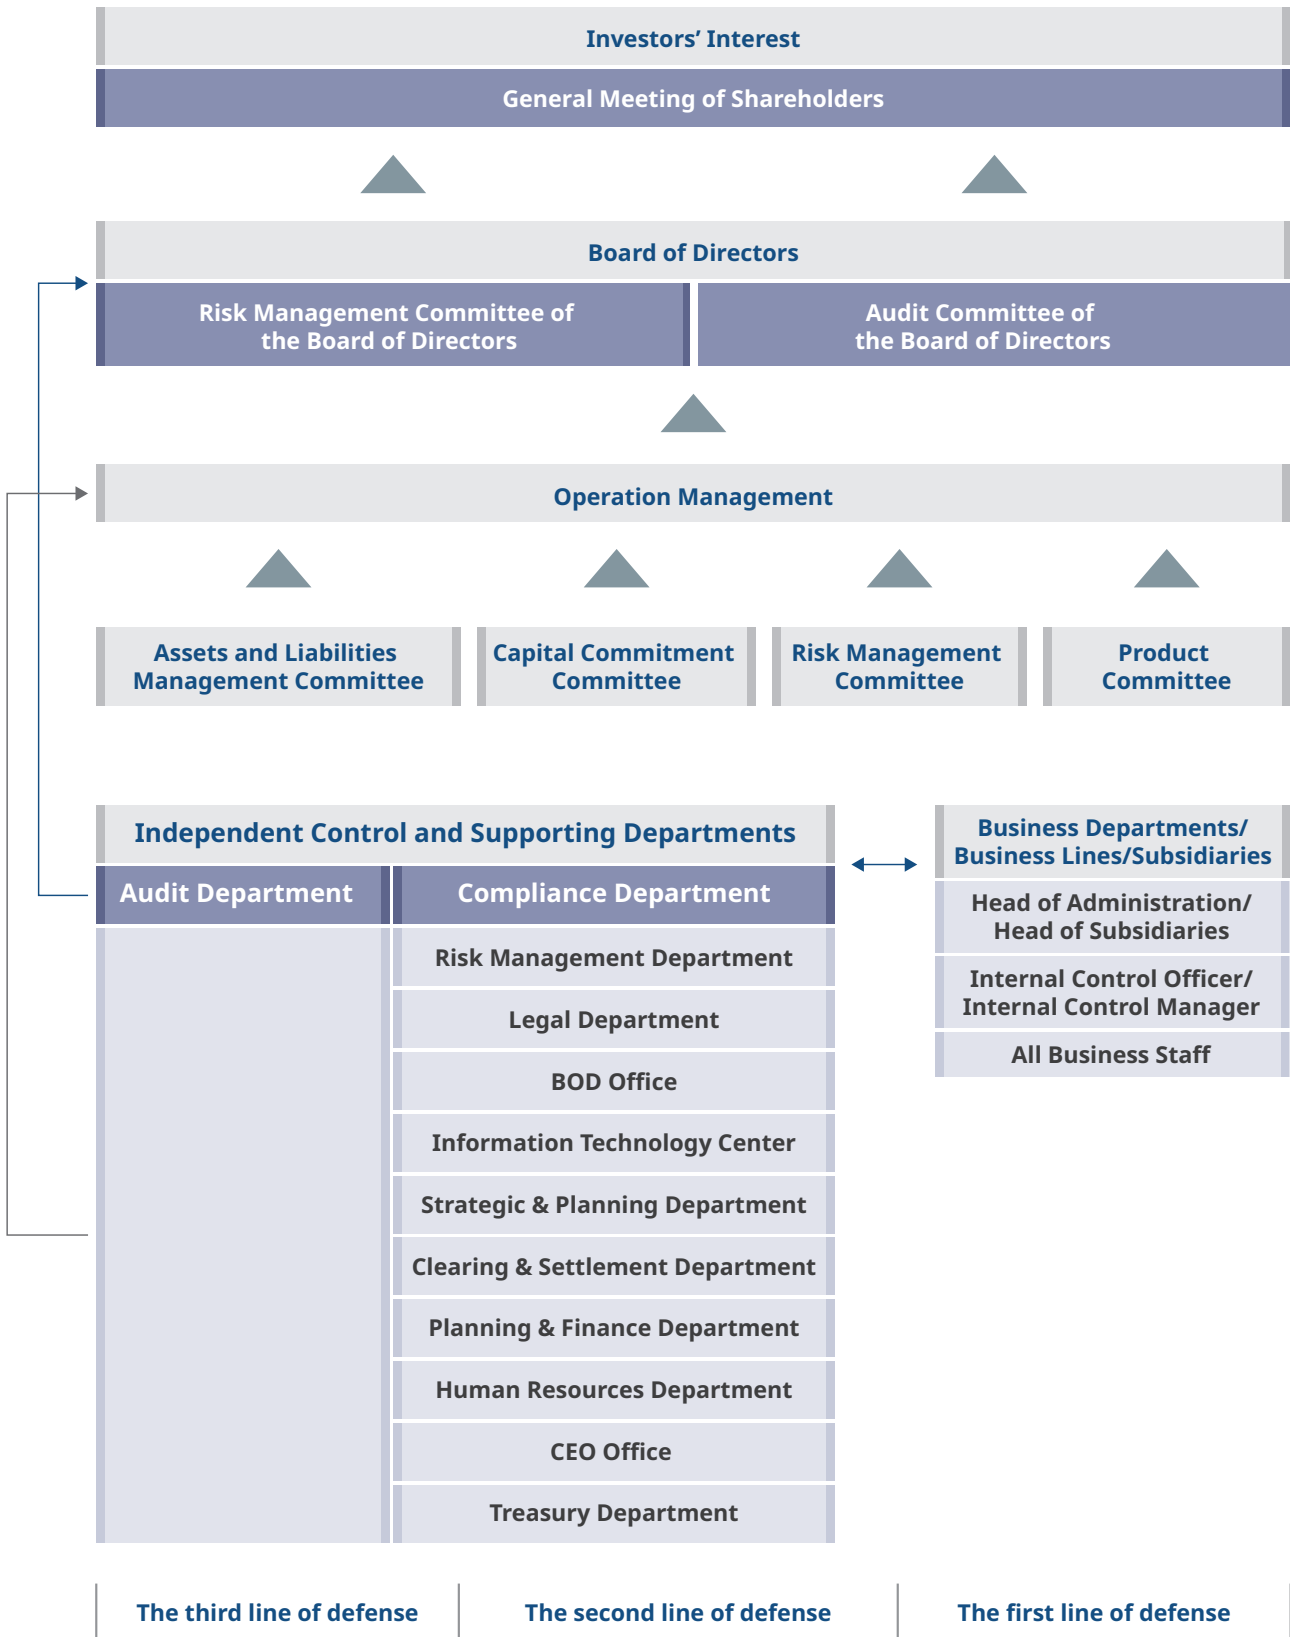 Investors’ Interest
General Meeting of Shareholders
Board of Directors
Risk Management Committee of
the Board of Directors
Audit Committee of
the Board of Directors
Operation Management
Assets and Liabilities
Management Committee
Capital Commitment
Committee
Risk Management
Committee
Product
Committee
Independent Control and Supporting Departments
Audit Department
Compliance Department
Risk Management Department
Legal Department
BOD Office
Information Technology Center
Strategic & Planning Department
Clearing & Settlement Department
Planning & Finance Department
Human Resources Department
CEO Office
Treasury Department
Business Departments/
Business Lines/Subsidiaries
Head of Administration/
Head of Subsidiaries
Internal Control Officer/
Internal Control Manager
All Business Staff
The third line of defense
The second line of defense
The first line of defense